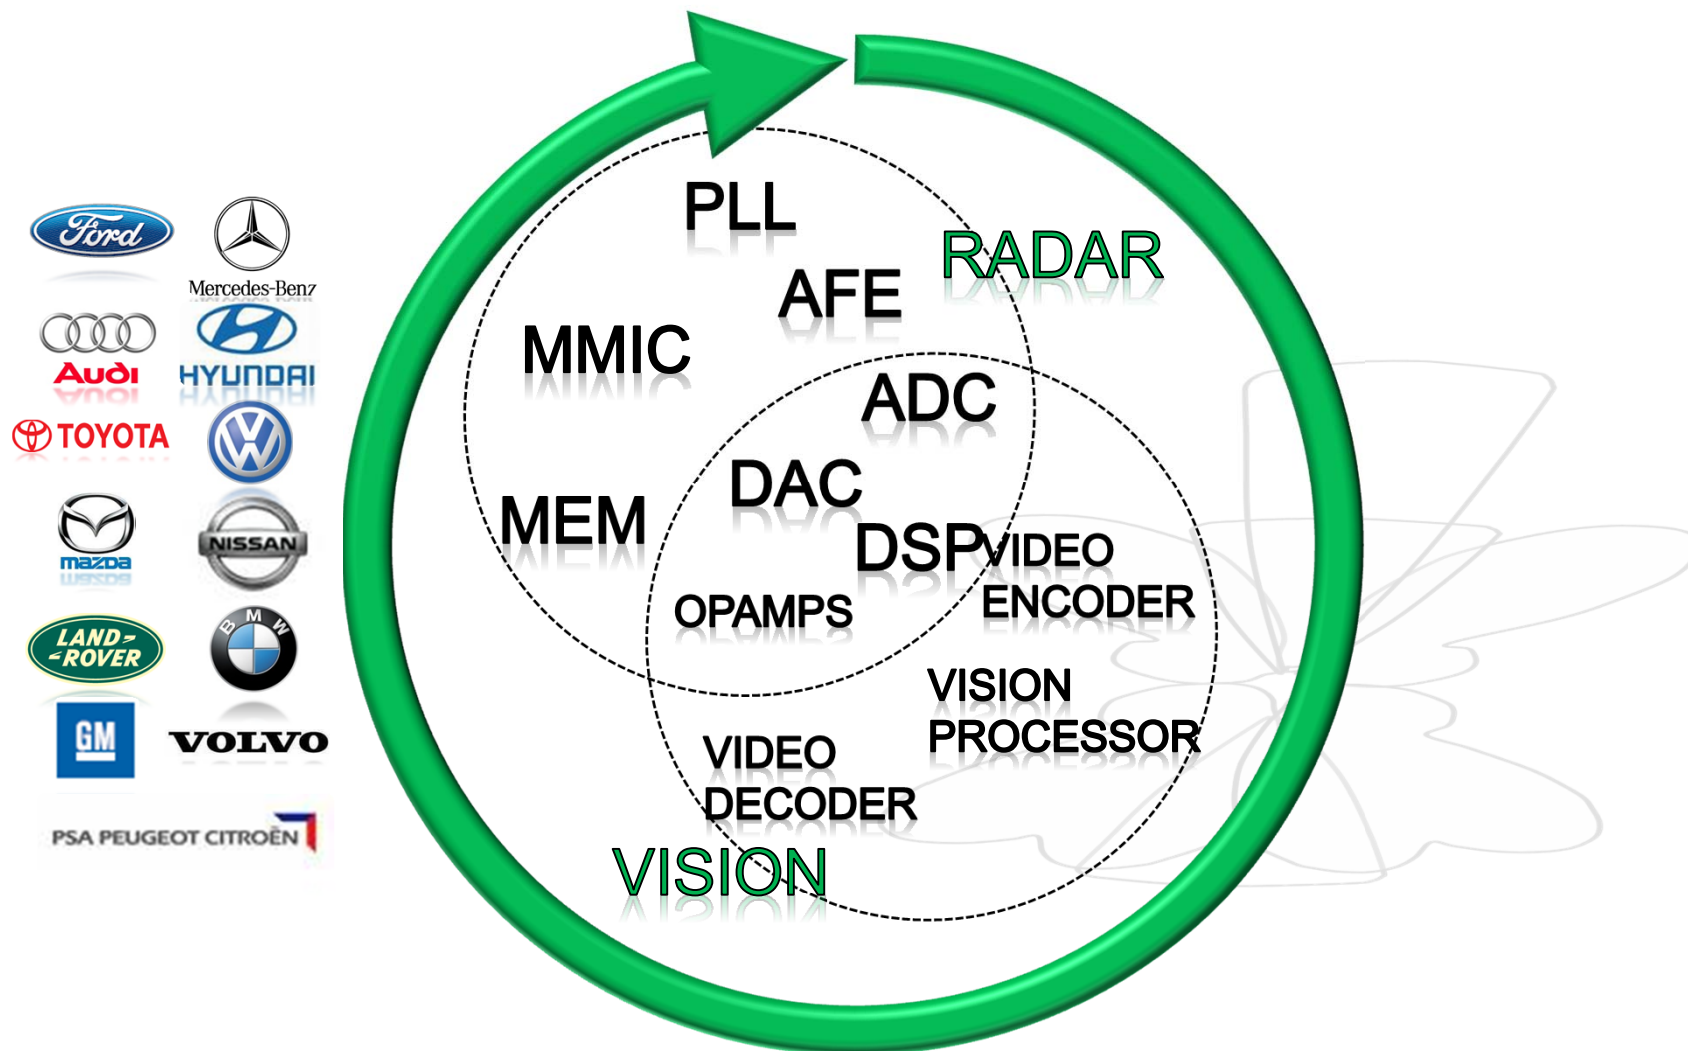 Ford
Mercedes-Benz
Audi
HYUNDAI
TOYOTA
VW
mazda
NISSAN
LAND-
-ROVER
BMW
GM
VOLVO
PSA PEUGEOT CITROËN
PLL
RADAR
AFE
MMIC
ADC
DAC
MEM
DSP
VIDEO
ENCODER
OPAMPS
VISION
PROCESSOR
VIDEO
DECODER
VISION